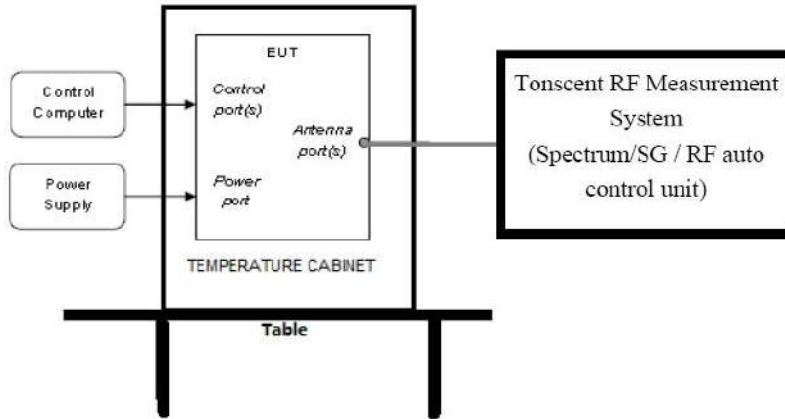 EUT
Control
Computer
Control
port(s)
Antenna
port(s)
Power
Supply
Power
port
TEMPERATURE CABINET
Table
Tonscent RF Measurement
System
(Spectrum/SG / RF auto
control unit)